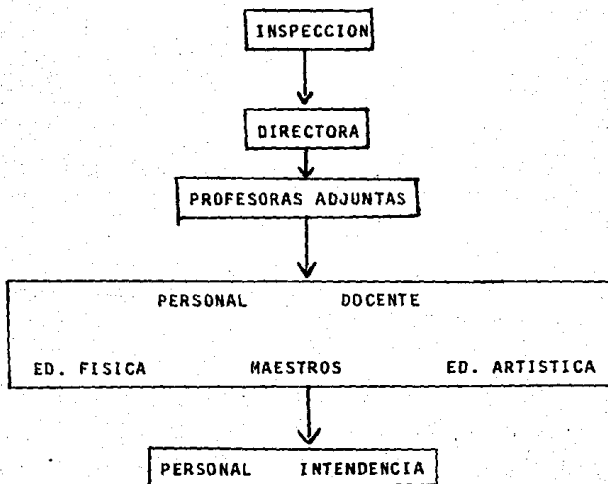 INSPECCION
DIRECTORA
PROFESORAS ADJUNTAS
PERSONAL DOCENTE
ED. FISICA MAESTROS ED. ARTISTICA
PERSONAL INTENDENCIA